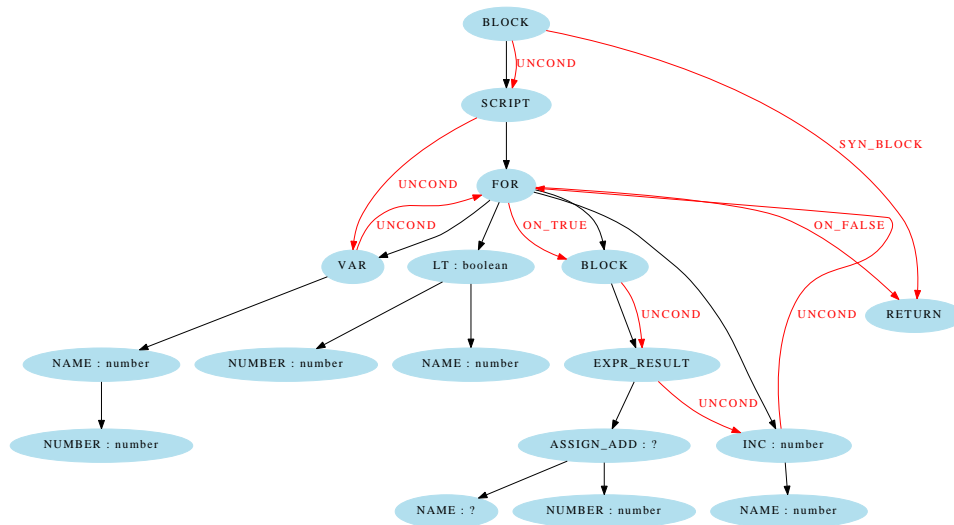 BLOCK
UNCOND
SCRIPT
SYN_BLOCK
UNCOND
FOR
UNCOND
ON_TRUE
ON_FALSE
VAR
LT : boolean
BLOCK
UNCOND
UNCOND
RETURN
NAME : number
NUMBER : number
NAME : number
EXPR_RESULT
UNCOND
NUMBER : number
ASSIGN_ADD : ?
INC : number
NAME : ?
NUMBER : number
NAME : number